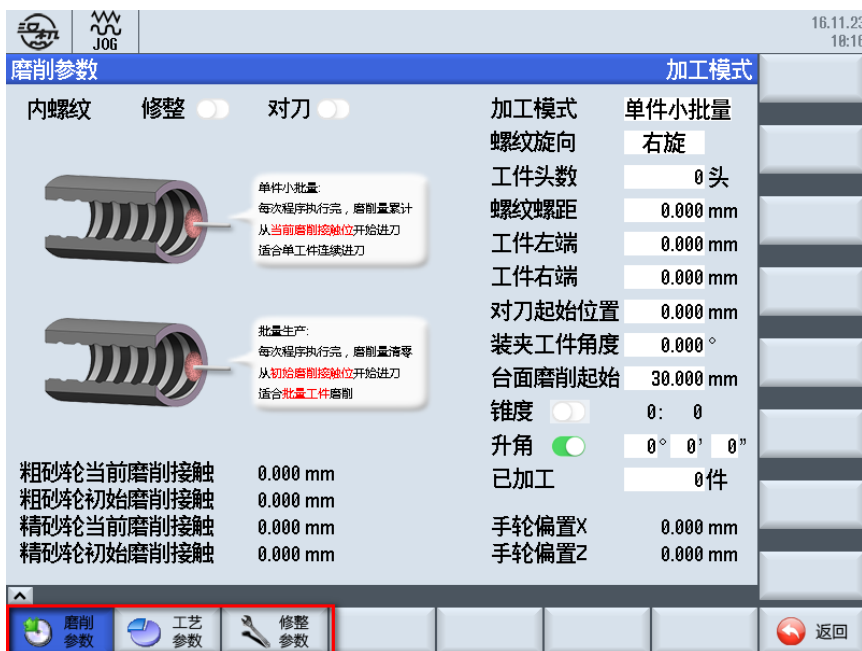 汉机
JOG
16.11.23
10:16
磨削参数 加工模式
内螺纹 修整 对刀
单件小批量:
每次程序执行完，磨削量累计
从当前磨削接触位开始进刀
适合单工件连续进刀
批量生产:
每次程序执行完，磨削量清零
从初始磨削接触位开始进刀
适合批量工件磨削
粗砂轮当前磨削接触 0.000 mm
粗砂轮初始磨削接触 0.000 mm
精砂轮当前磨削接触 0.000 mm
精砂轮初始磨削接触 0.000 mm
加工模式 单件小批量
螺纹旋向 右旋
工件头数 0 头
螺纹螺距 0.000 mm
工件左端 0.000 mm
工件右端 0.000 mm
对刀起始位置 0.000 mm
装夹工件角度 0.000 °
台面磨削起始 30.000 mm
锥度 0: 0
升角 0° 0’ 0”
已加工 0件
手轮偏置X 0.000 mm
手轮偏置Z 0.000 mm
磨削
参数
工艺
参数
修整
参数
返回